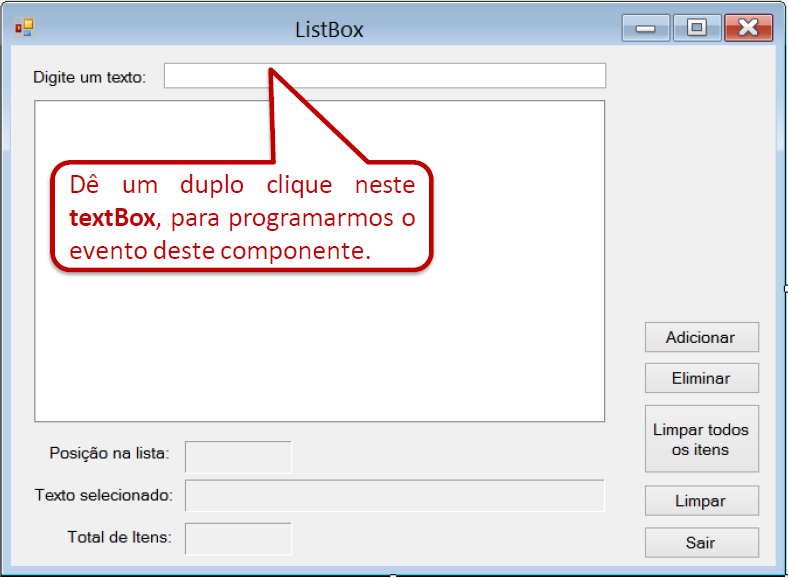 ListBox
Digite um texto:
Dê um duplo clique neste
textBox, para programarmos o
evento deste componente.
Adicionar
Eliminar
Limpar todos
os itens
Posição na lista:
Texto selecionado:
Limpar
Total de Itens:
Sair